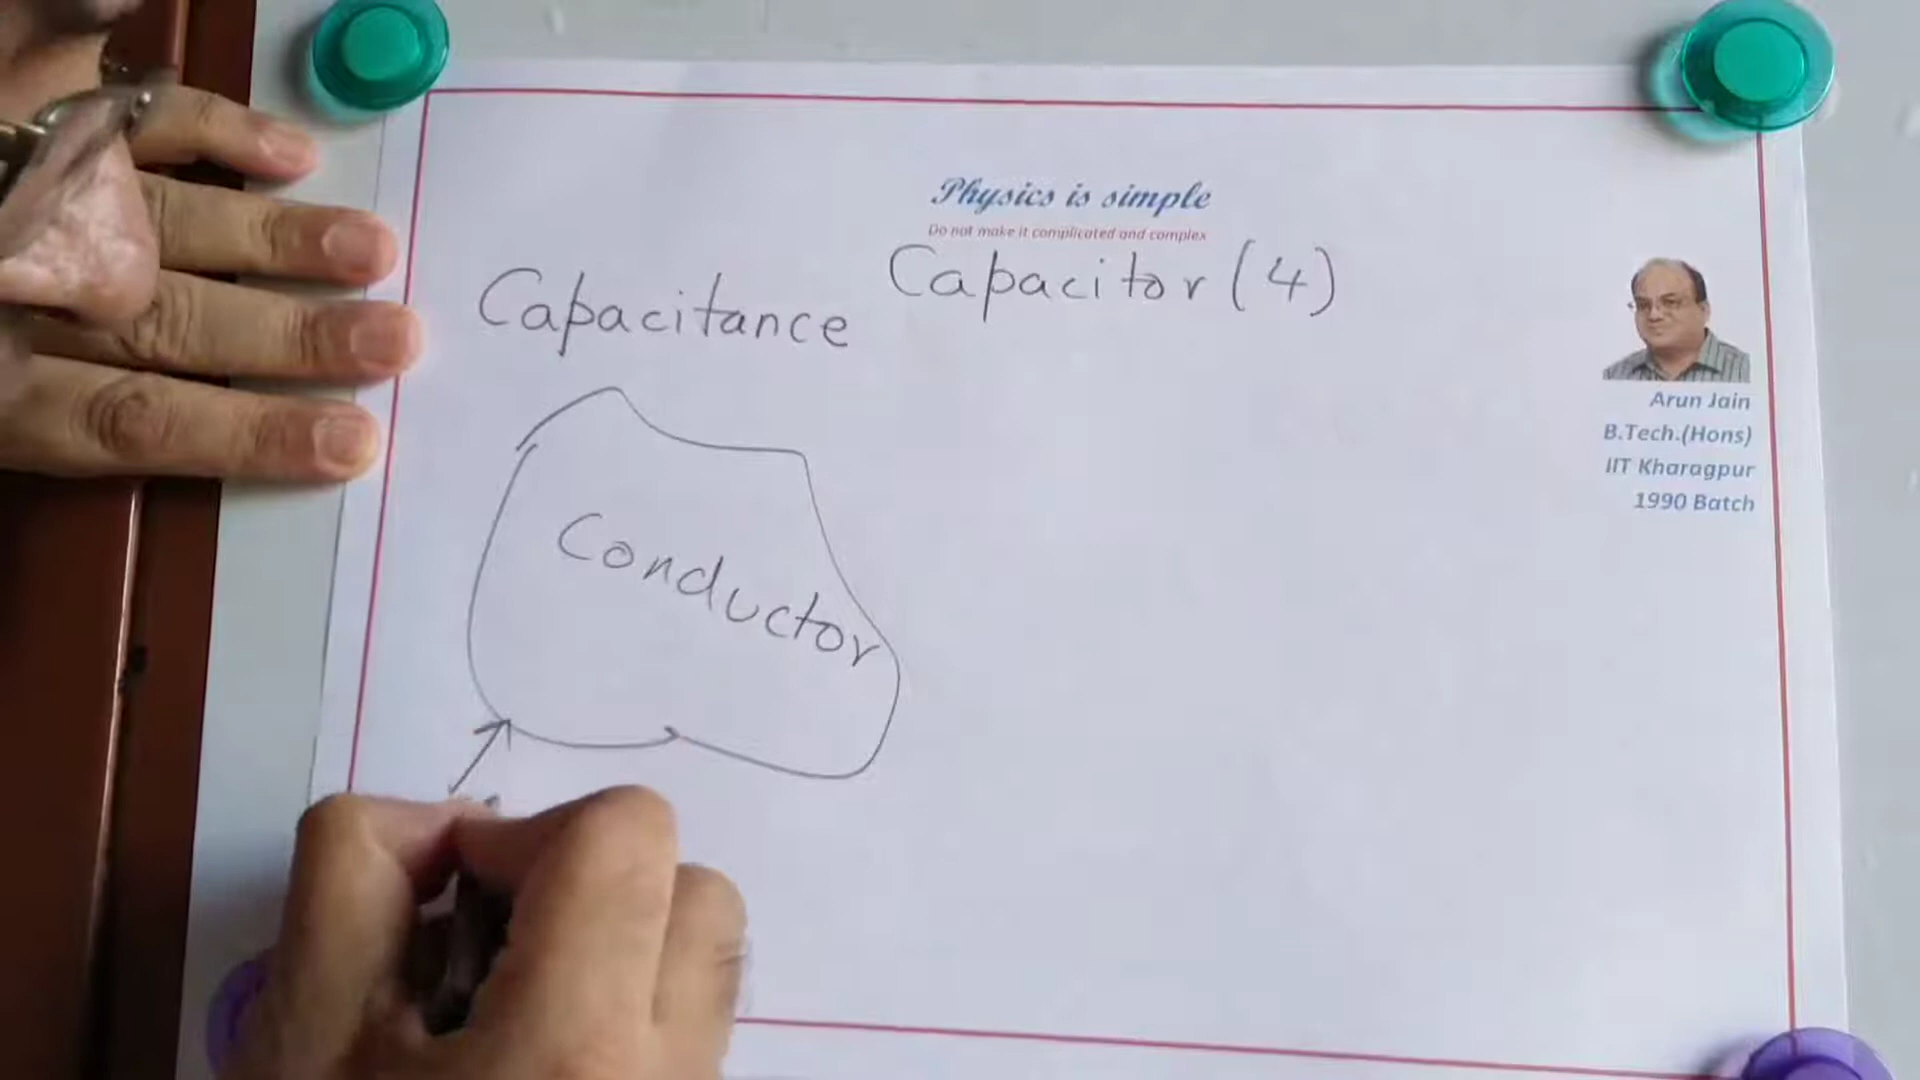 Physics is simple
Do not make it complicated and complex
Capacitor (4)
Capacitance
Conductor
Arun Jain
B.Tech.(Hons)
IIT Kharagpur
1990 Batch